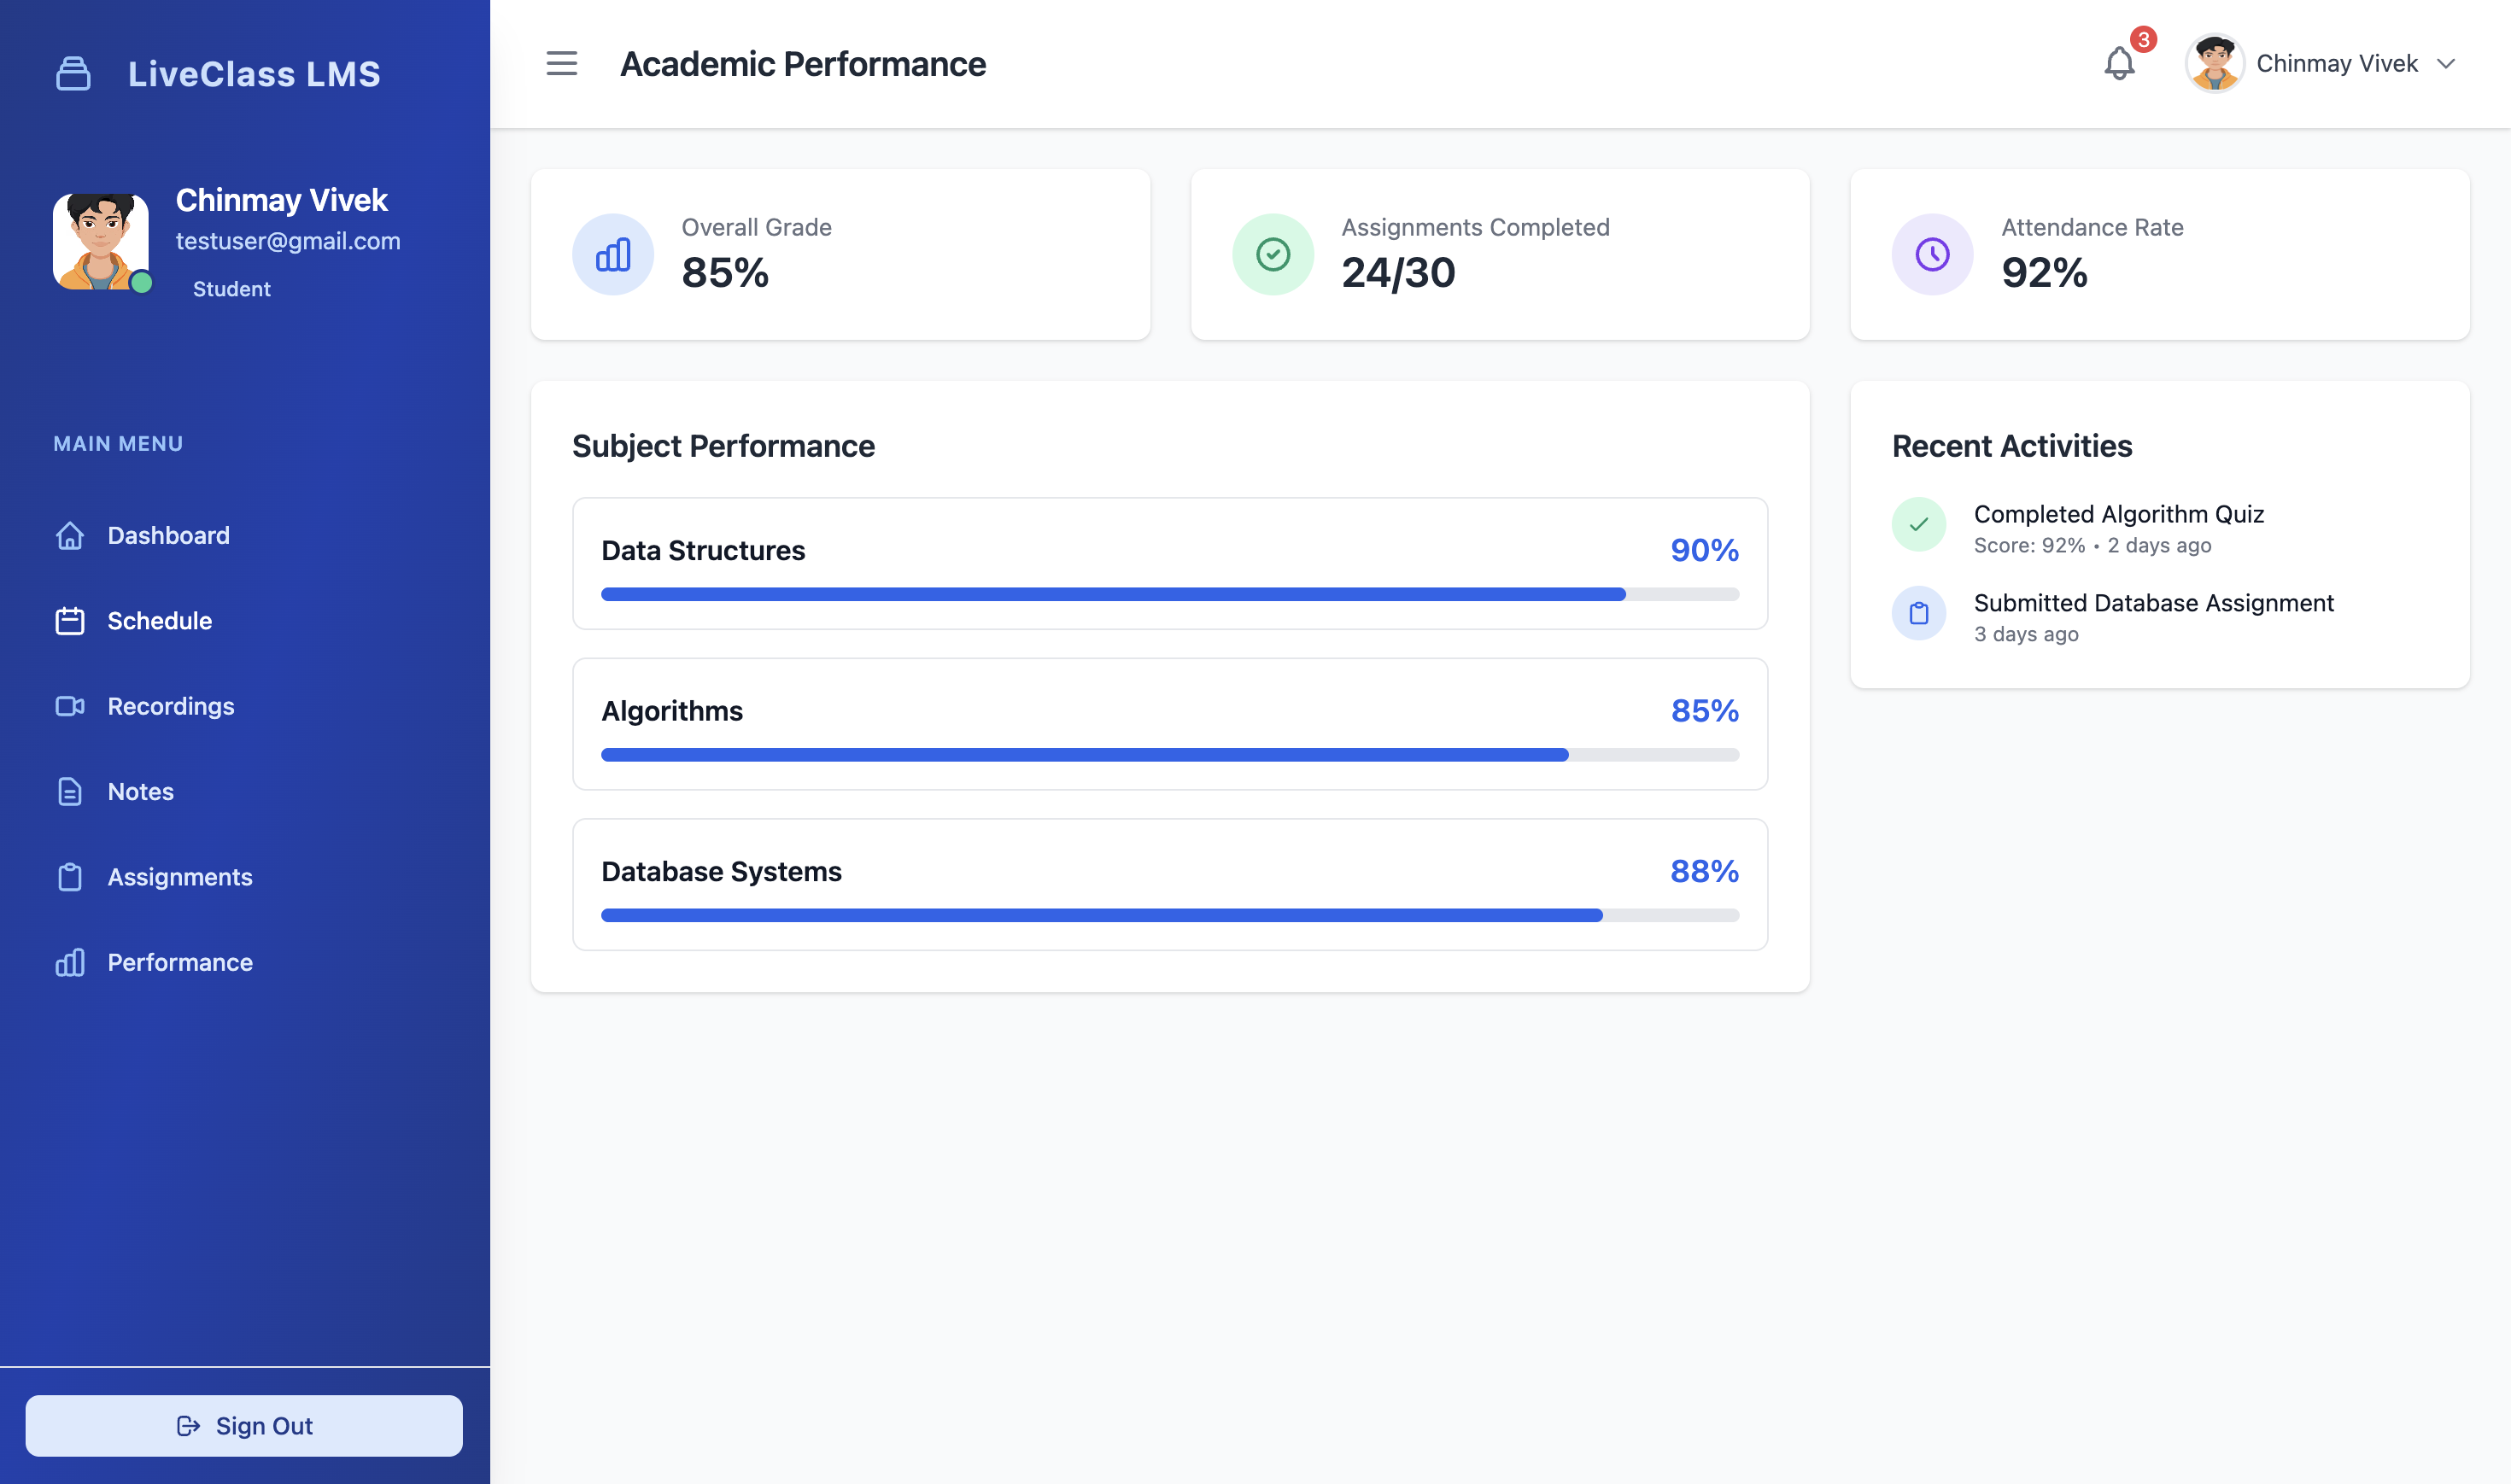 LiveClass LMS
Chinmay Vivek
testuser@gmail.com
Student
MAIN MENU
Dashboard
Schedule
Recordings
Notes
Assignments
Performance
Sign Out
Academic Performance
3
Chinmay Vivek
Overall Grade
85%
Assignments Completed
24/30
Attendance Rate
92%
Subject Performance
Data Structures 90%
Algorithms 85%
Database Systems 88%
Recent Activities
Completed Algorithm Quiz
Score: 92% • 2 days ago
Submitted Database Assignment
3 days ago